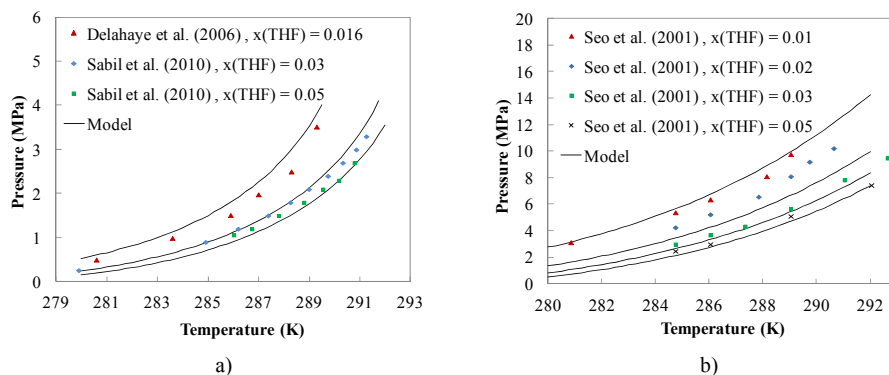 6
5
4
3
2
1
0
279 281 283 285 287 289 291 293
Pressure (MPa)
Temperature (K)
Delahaye et al. (2006) , x(THF) = 0.016
Sabil et al. (2010) , x(THF) = 0.03
Sabil et al. (2010) , x(THF) = 0.05
Model
a)
20
18
16
14
12
10
8
6
4
2
0
280 282 284 286 288 290 292
Pressure (MPa)
Temperature (K)
Seo et al. (2001) , x(THF) = 0.01
Seo et al. (2001) , x(THF) = 0.02
Seo et al. (2001) , x(THF) = 0.03
Seo et al. (2001) , x(THF) = 0.05
Model
b)